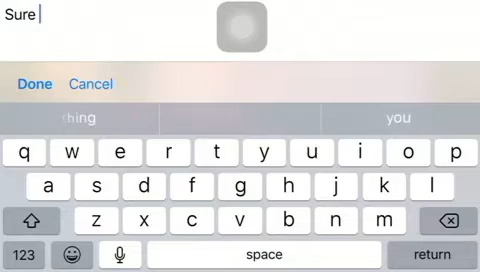 Sure
Done Cancel
thing you
q w e r t y u i o p
a s d f g h j k l
z x c v b n m
123 space return